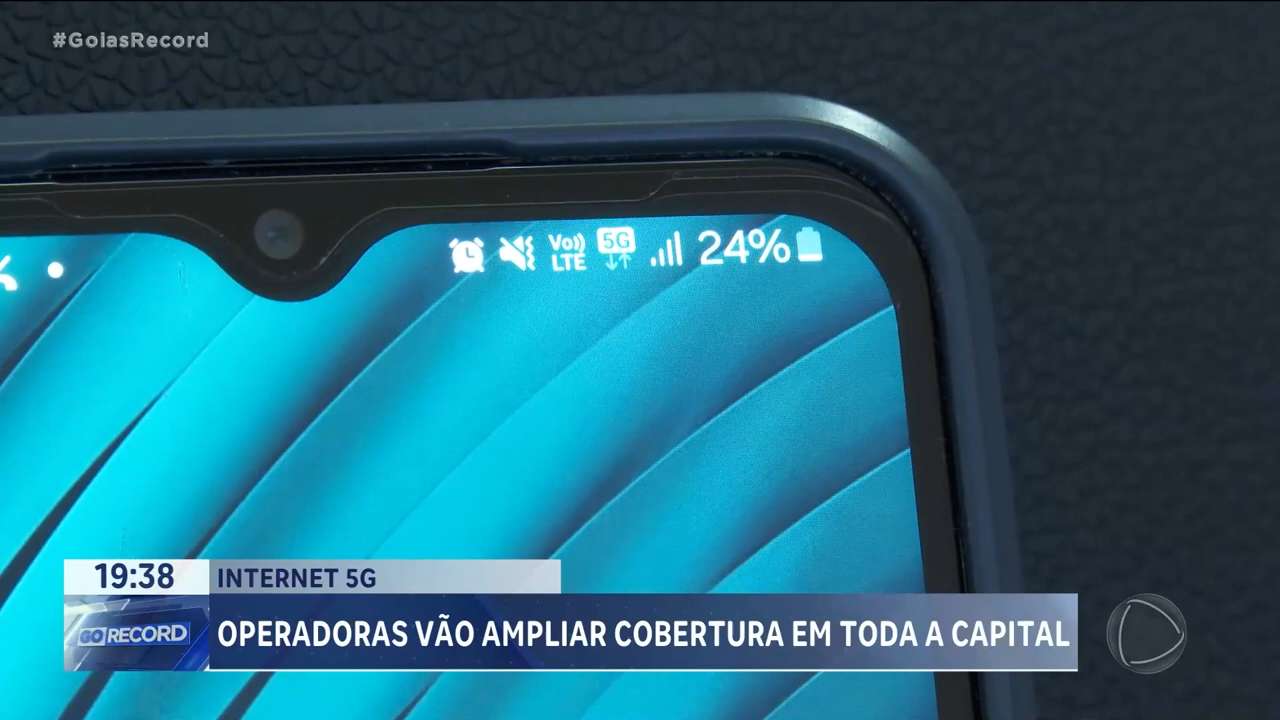 #GoiasRecord
Vo)) 5G 24%
LTE
19:38 INTERNET 5G
GO RECORD OPERADORAS VÃO AMPLIAR COBERTURA EM TODA A CAPITAL